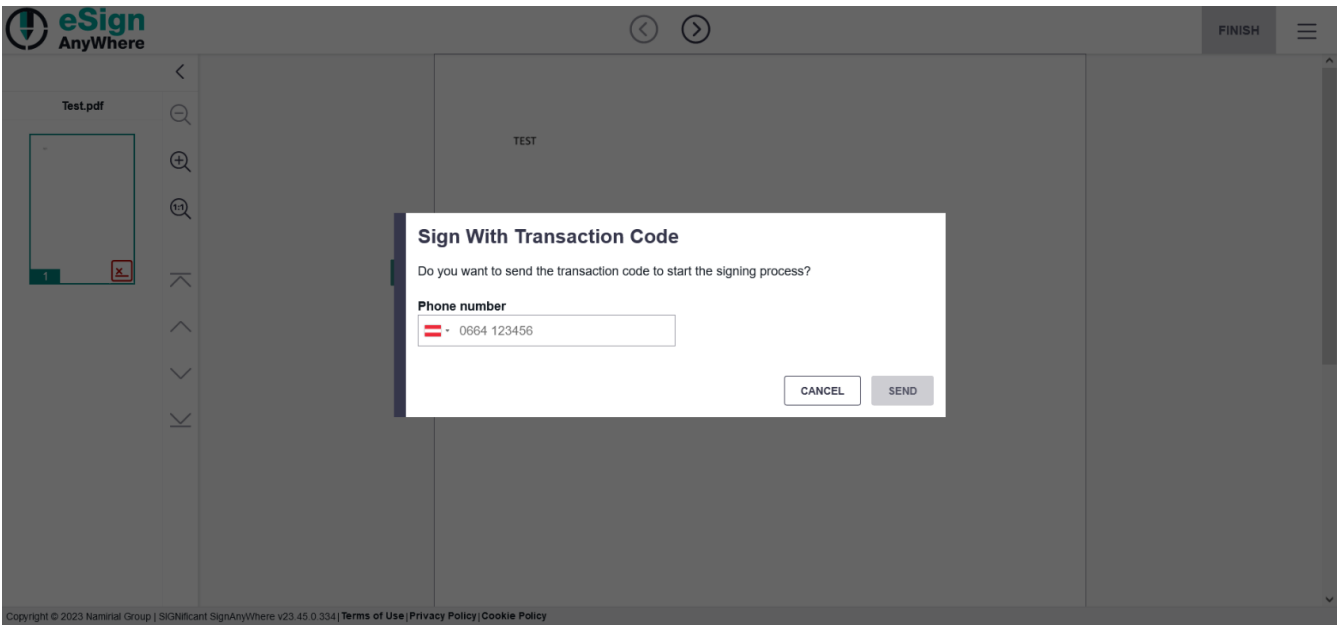 eSign
AnyWhere
FINISH
Test.pdf
1:1
x
1
TEST
Sign With Transaction Code
Do you want to send the transaction code to start the signing process?
Phone number
0664 123456
CANCEL
SEND
Copyright © 2023 Namirial Group | SIGNificant SignAnyWhere v23.45.0.334| Terms of Use|Privacy Policy|Cookie Policy